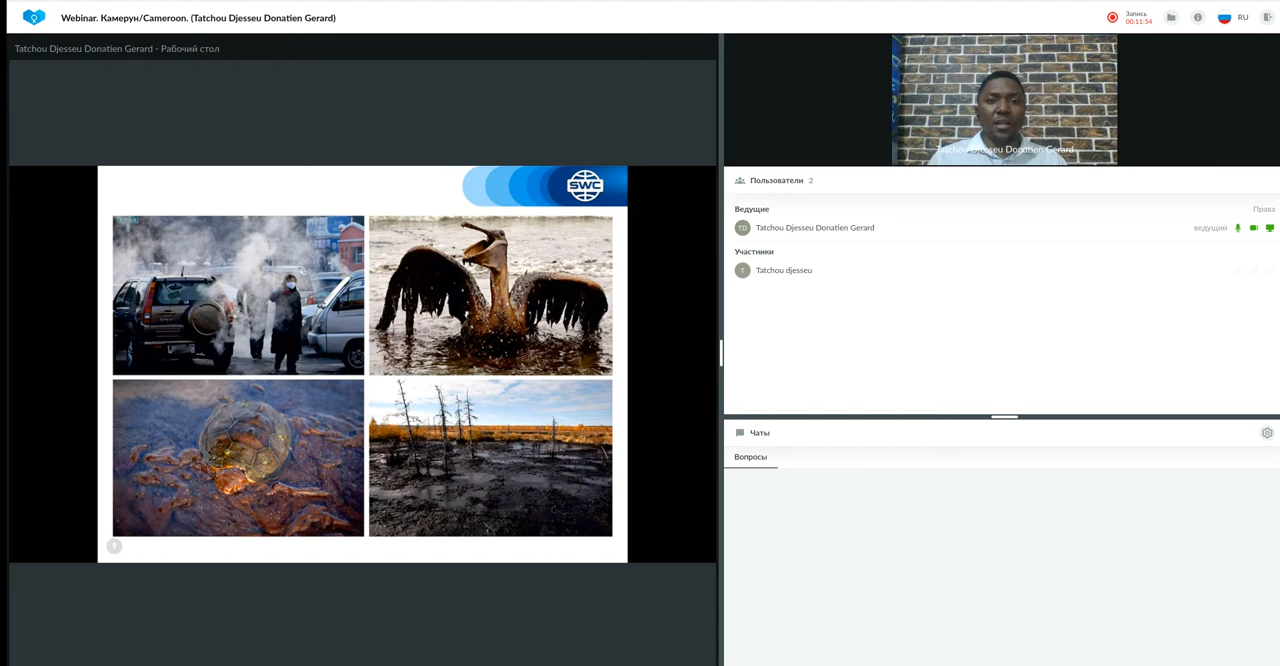 Webinar. Камерун/Cameroon. (Tatchou Djesseu Donatien Gerard)
Запись
00:11:54
RU
Tatchou Djesseu Donatien Gerard - Рабочий стол
SWC
Tatchou Djesseu Donatien Gerard
Пользователи 2
Ведущие
Права
TD
Tatchou Djesseu Donatien Gerard
ведущий
Участники
T
Tatchou djesseu
Чаты
Вопросы